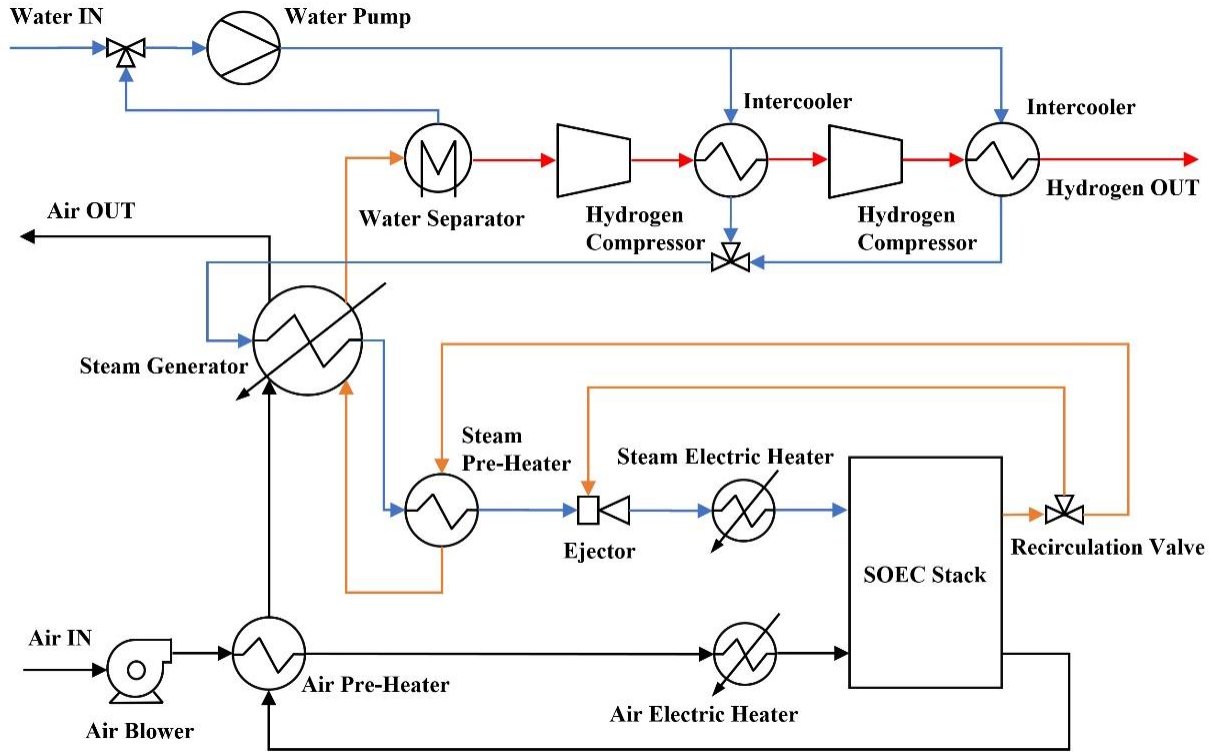 Water IN
Water Pump
Intercooler
Intercooler
Water Separator
Hydrogen
Compressor
Hydrogen
Compressor
Hydrogen OUT
Air OUT
Steam Generator
Steam
Pre-Heater
Steam Electric Heater
Ejector
Recirculation Valve
SOEC Stack
Air IN
Air Pre-Heater
Air Blower
Air Electric Heater